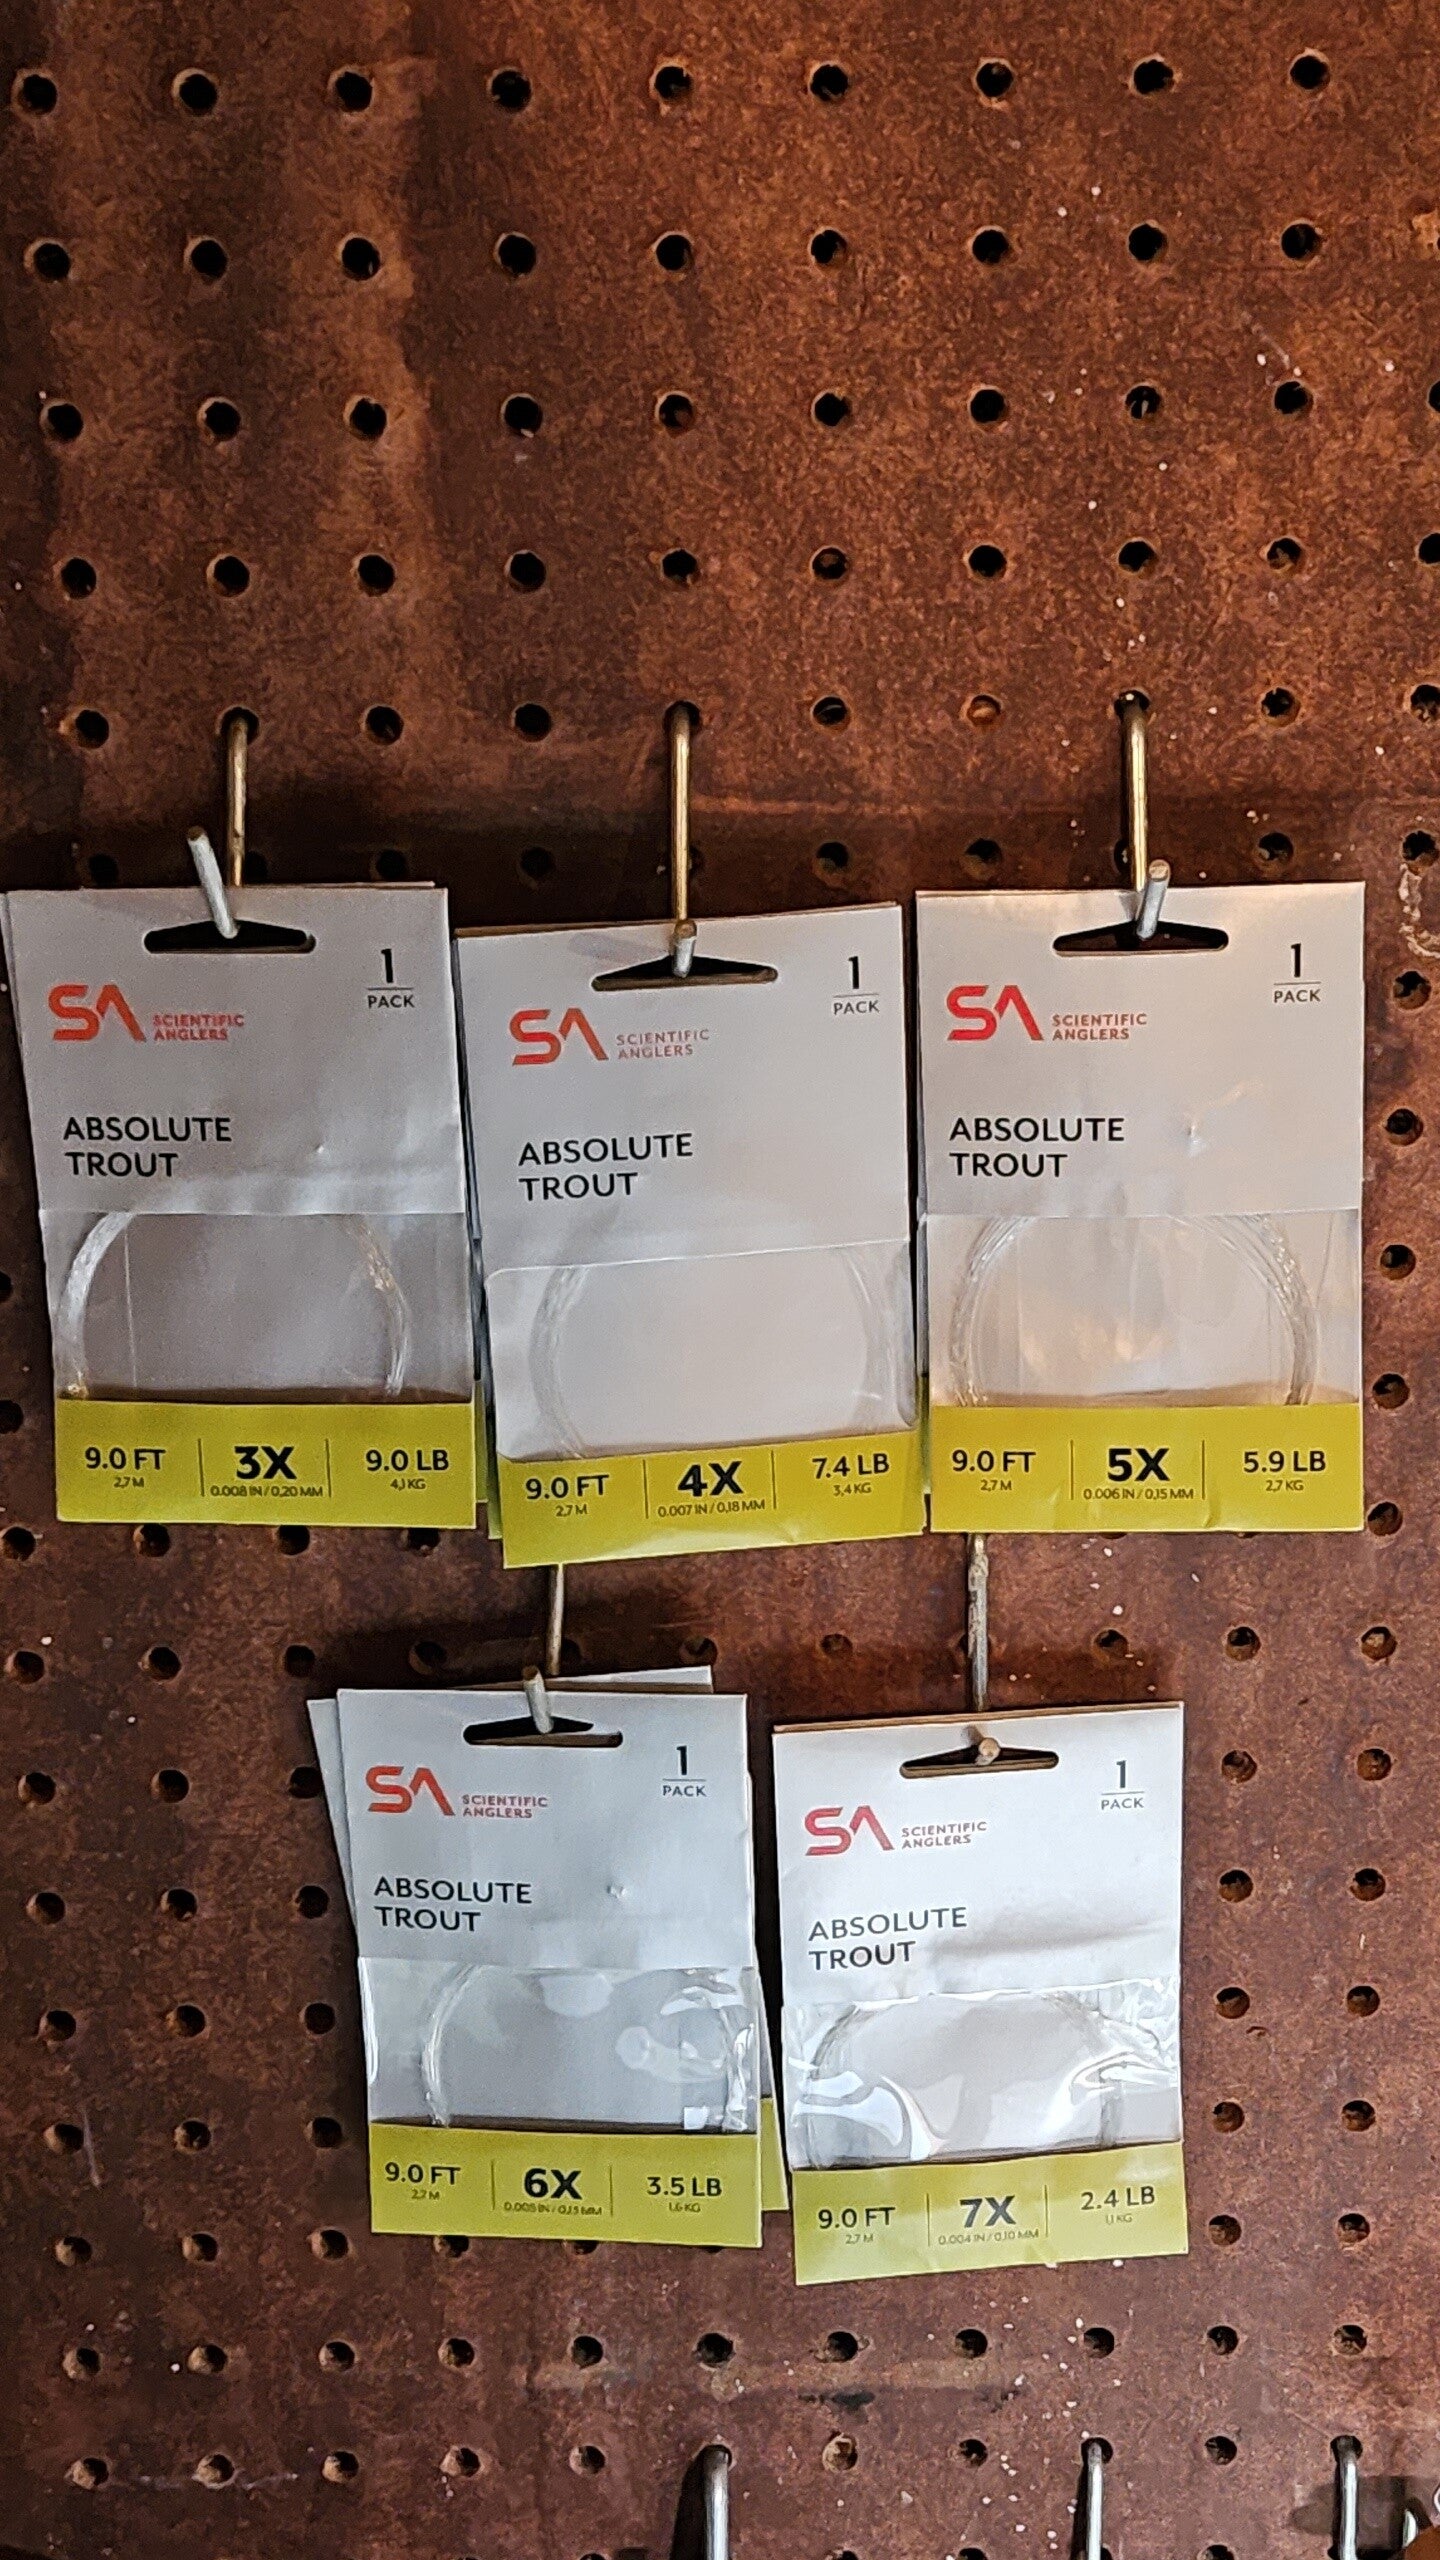 1
PACK
SA SCIENTIFIC
ANGLERS
ABSOLUTE
TROUT
9.0 FT 3X 9.0 LB
2,7 M 0.008 IN / 0,20 MM 4,1 KG
1
PACK
SA SCIENTIFIC
ANGLERS
ABSOLUTE
TROUT
9.0 FT 4X 7.4 LB
2,7 M 0.007 IN / 0,18 MM 3,4 KG
1
PACK
SA SCIENTIFIC
ANGLERS
ABSOLUTE
TROUT
9.0 FT 5X 5.9 LB
2,7 M 0.006 IN / 0,15 MM 2,7 KG
1
PACK
SA SCIENTIFIC
ANGLERS
ABSOLUTE
TROUT
9.0 FT 6X 3.5 LB
2,7 M 0.005 IN / 0,13 MM 1,6 KG
1
PACK
SA SCIENTIFIC
ANGLERS
ABSOLUTE
TROUT
9.0 FT 7X 2.4 LB
2,7 M 0.004 IN / 0,10 MM 1,1 KG